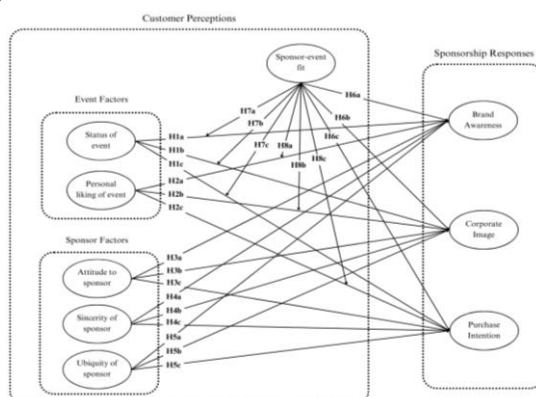 Customer Perceptions
Sponsor-event
fit
Sponsorship Responses
H6a
Event Factors
H7a
H7b
H6b
Brand
Awareness
Status of
event
H1a
H1b
H1c
H7c
H8a
H8b
H8c
H6c
Personal
liking of event
H2a
H2b
H2c
Sponsor Factors
Corporate
Image
Attitude to
sponsor
H3a
H3b
H3c
Sincerity of
sponsor
H4a
H4b
H4c
Purchase
Intention
Ubiquity of
sponsor
H5a
H5b
H5c